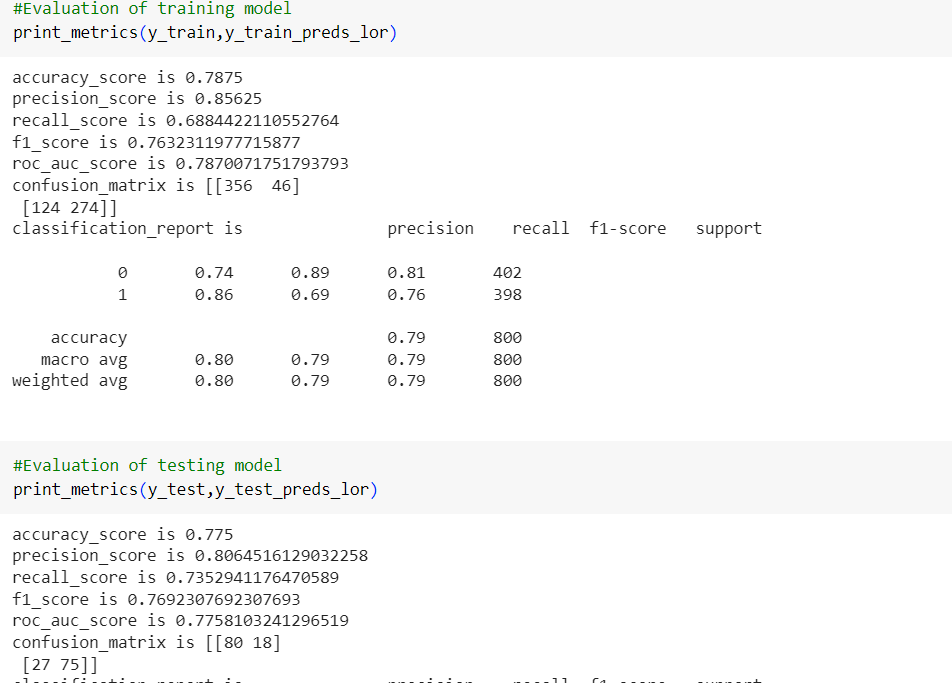 #Evaluation of training model
print_metrics(y_train,y_train_preds_lor)
accuracy_score is 0.7875
precision_score is 0.85625
recall_score is 0.6884422110552764
f1_score is 0.7632311977715877
roc_auc_score is 0.7870071751793793
confusion_matrix is [[356  46]
 [124 274]]
classification_report is               precision    recall  f1-score   support
           0       0.74      0.89      0.81       402
           1       0.86      0.69      0.76       398
    accuracy                           0.79       800
   macro avg       0.80      0.79      0.79       800
weighted avg       0.80      0.79      0.79       800
#Evaluation of testing model
print_metrics(y_test,y_test_preds_lor)
accuracy_score is 0.775
precision_score is 0.8064516129032258
recall_score is 0.7352941176470589
f1_score is 0.7692307692307693
roc_auc_score is 0.7758103241296519
confusion_matrix is [[80 18]
 [27 75]]